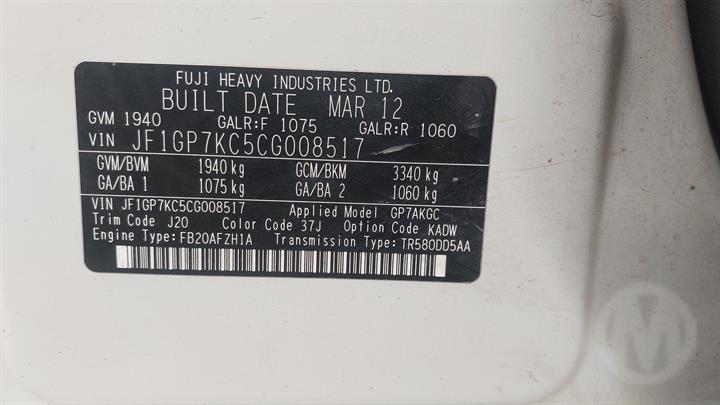 FUJI HEAVY INDUSTRIES LTD.
BUILT DATE MAR 12
GVM 1940 GALR:F 1075 GALR:R 1060
VIN JF1GP7KC5CG008517
GVM/BVM 1940 kg GCM/BKM 3340 kg
GA/BA 1 1075 kg GA/BA 2 1060 kg
VIN JF1GP7KC5CG008517 Applied Model GP7AKGC
Trim Code J20 Color Code 37J Option Code KADW
Engine Type:FB20AFZH1A Transmission Type:TR580DD5AA
M